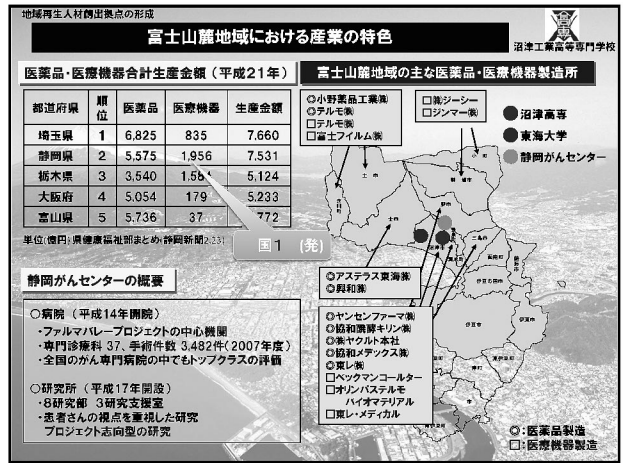 地域再生人材創出拠点の形成
富士山麓地域における産業の特色
沼津工業高等専門学校
医薬品・医療機器合計生産金額（平成21年）
都道府県 順位 医薬品 医療機器 生産金額
埼玉県 1 6,825 835 7.660
静岡県 2 5,575 1,956 7.531
栃木県 3 3,540 5.124
大阪府 4 5.054 179 5.233
富山県 5 5.736 37 772
単位(億円) 県健康福祉部まとめ・静岡新聞2.23)
国１ (発)
富士山麓地域の主な医薬品・医療機器製造所
◎小野薬品工業㈱
◎テルモ㈱
□テルモ㈱
□富士フイルム㈱
□㈱ジーシー
□ジンマー㈱
沼津高専
東海大学
静岡がんセンター
◎アステラス東海㈱
◎興和㈱
◎ヤンセンファーマ㈱
◎協和醗酵キリン㈱
◎㈱ヤクルト本社
◎協和メデックス㈱
◎東レ㈱
□ベックマンコールター
□オリンパステルモ
バイオマテリアル
□東レ・メディカル
◎：医薬品製造
□：医療機器製造
静岡がんセンターの概要
○病院 （平成14年開院）
・ファルマバレープロジェクトの中心機関
・専門診療科 37、手術件数 3,482件(2007年度)
・全国のがん専門病院の中でもトップクラスの評価
○研究所 （平成17年開設）
・8研究部 3研究支援室
・患者さんの視点を重視した研究
プロジェクト志向型の研究